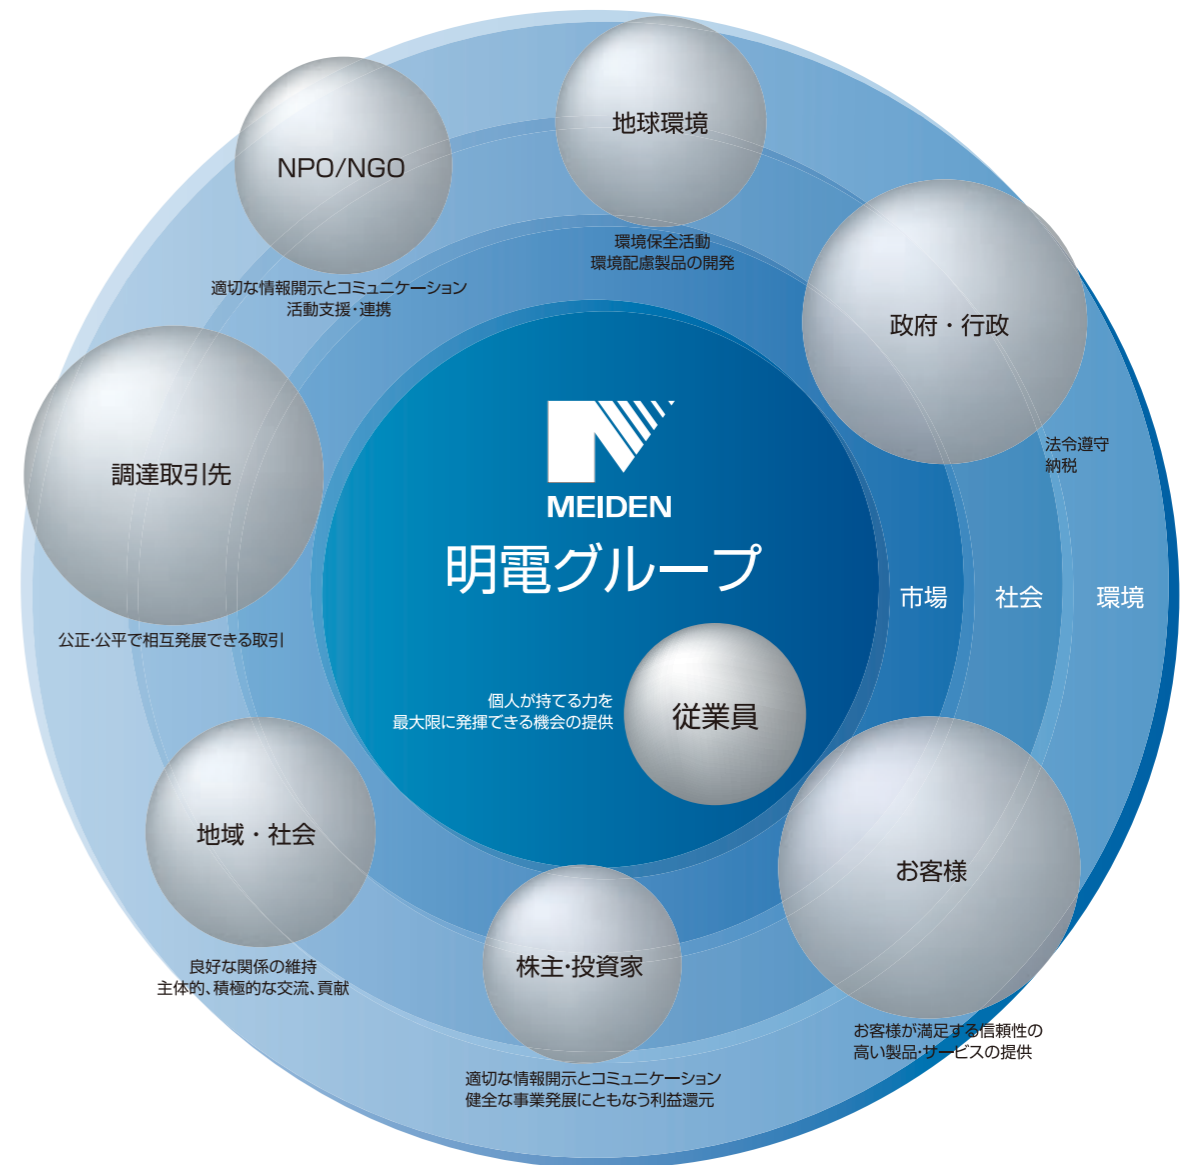 地球環境
環境保全活動
環境配慮製品の開発
NPO/NGO
適切な情報開示とコミュニケーション
活動支援・連携
政府・行政
法令遵守
納税
調達取引先
公正・公平で相互発展できる取引
MEIDEN
明電グループ
市場
社会
環境
個人が持てる力を
最大限に発揮できる機会の提供
従業員
地域・社会
良好な関係の維持
主体的、積極的な交流、貢献
お客様
お客様が満足する信頼性の
高い製品・サービスの提供
株主・投資家
適切な情報開示とコミュニケーション
健全な事業発展にともなう利益還元